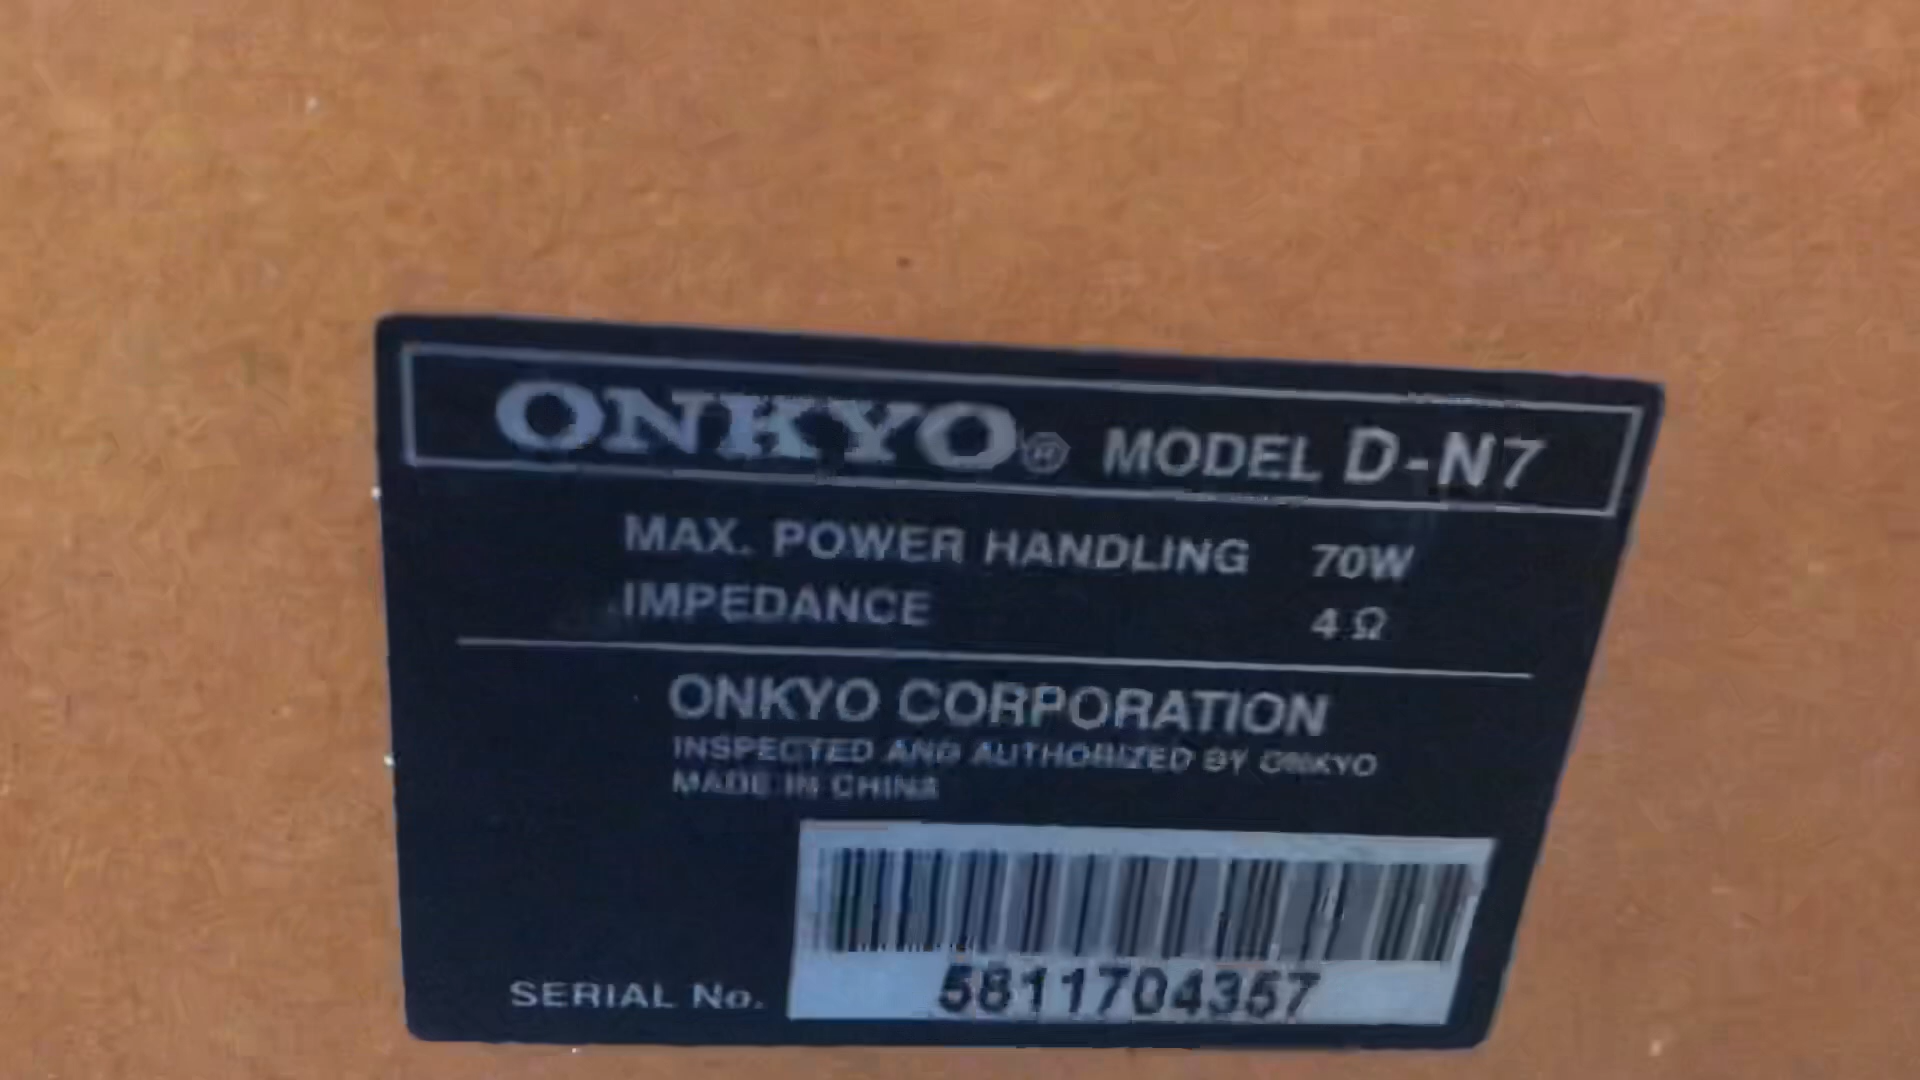 ONKYO® MODEL D-N7
MAX. POWER HANDLING 70W
IMPEDANCE 4 Ω
ONKYO CORPORATION
INSPECTED AND AUTHORIZED BY ONKYO
MADE IN CHINA
SERIAL No. 5811704357